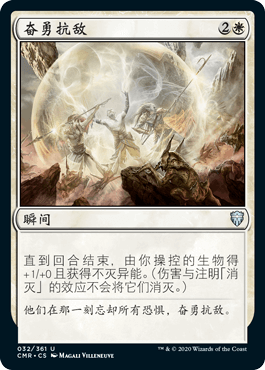 奋勇抗敌 2
瞬间
直到回合结束，由你操控的生物得
+1/+0且获得不灭异能。（伤害与注明「消
灭」的效应不会将它们消灭。）
他们在那一刻忘却所有恐惧，奋勇抗敌。
032/361 U
CMR • CS MAGALI VILLENEUVE
™ & © 2020 Wizards of the Coast